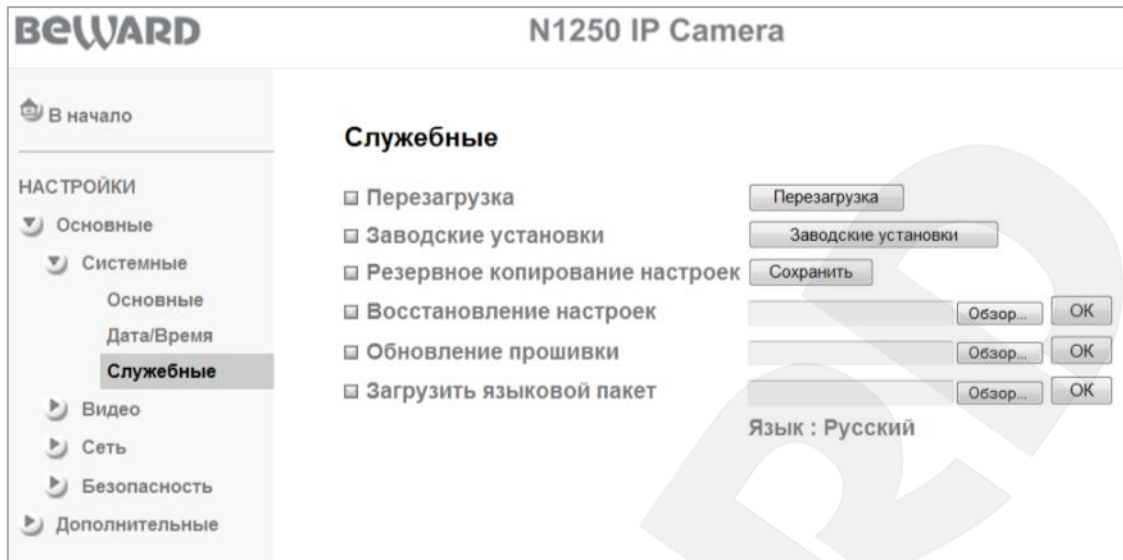 BEWARD
N1250 IP Camera
В начало
НАСТРОЙКИ
Основные
Системные
Основные
Дата/Время
Служебные
Видео
Сеть
Безопасность
Дополнительные
Служебные
Перезагрузка Перезагрузка
Заводские установки Заводские установки
Резервное копирование настроек Сохранить
Восстановление настроек Обзор... OK
Обновление прошивки Обзор... OK
Загрузить языковой пакет Обзор... OK
Язык : Русский
RD